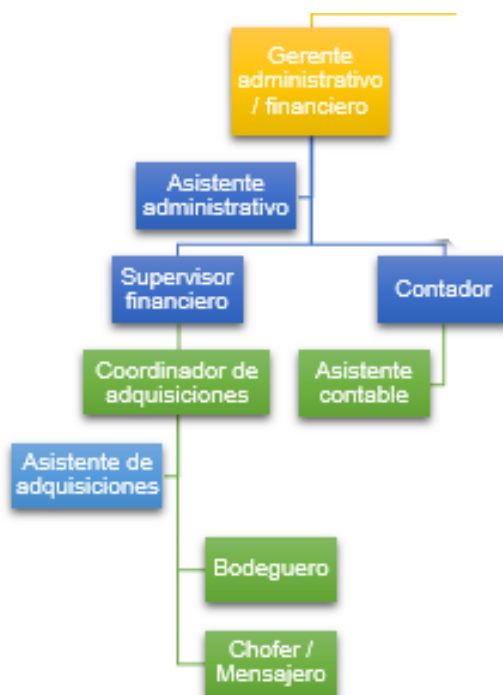 Gerente
administrativo
/ financiero
Asistente
administrativo
Supervisor
financiero
Contador
Coordinador de
adquisiciones
Asistente
contable
Asistente de
adquisiciones
Bodeguero
Chofer /
Mensajero